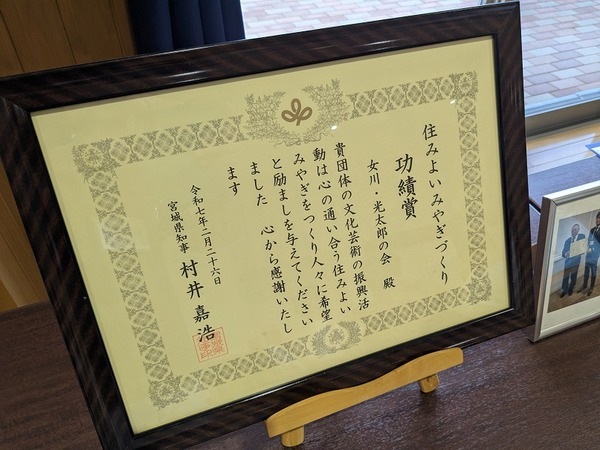 住みよいみやぎづくり
功績賞
女川・光太郎の会 殿
貴団体の文化芸術の振興活
動は心の通い合う住みよい
みやぎをつくり人々に希望
と励ましを与えてください
ました 心から感謝いたし
ます
令和七年二月二十六日
宮城県知事 村井嘉浩